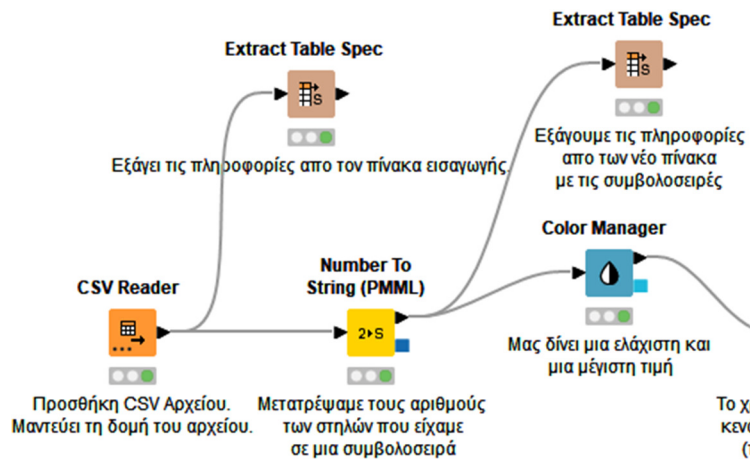 Extract Table Spec
S
Εξάγει τις πληροφορίες απο τον πίνακα εισαγωγής.
Extract Table Spec
S
Εξάγουμε τις πληροφορίες
απο των νέο πίνακα
με τις συμβολοσειρές
CSV Reader
Προσθήκη CSV Αρχείου.
Μαντεύει τη δομή του αρχείου.
Number To
String (PMML)
2▸S
Μετατρέψαμε τους αριθμούς
των στηλών που είχαμε
σε μια συμβολοσειρά
Color Manager
Μας δίνει μια ελάχιστη και
μια μέγιστη τιμή
Το